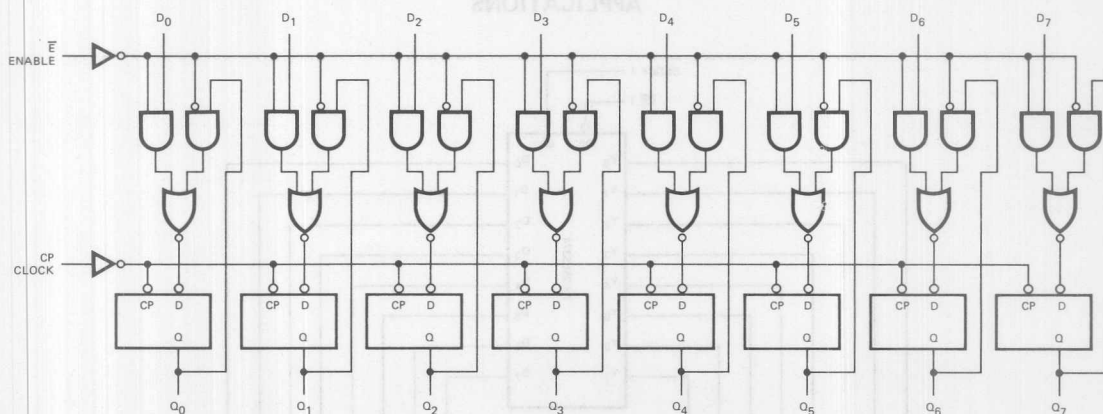 APPLICATIONS
D0 D1 D2 D3 D4 D5 D6 D7
E̅
ENABLE
CP
CLOCK
CP D CP D CP D CP D CP D CP D CP D CP D
Q Q Q Q Q Q Q Q
Q0 Q1 Q2 Q3 Q4 Q5 Q6 Q7